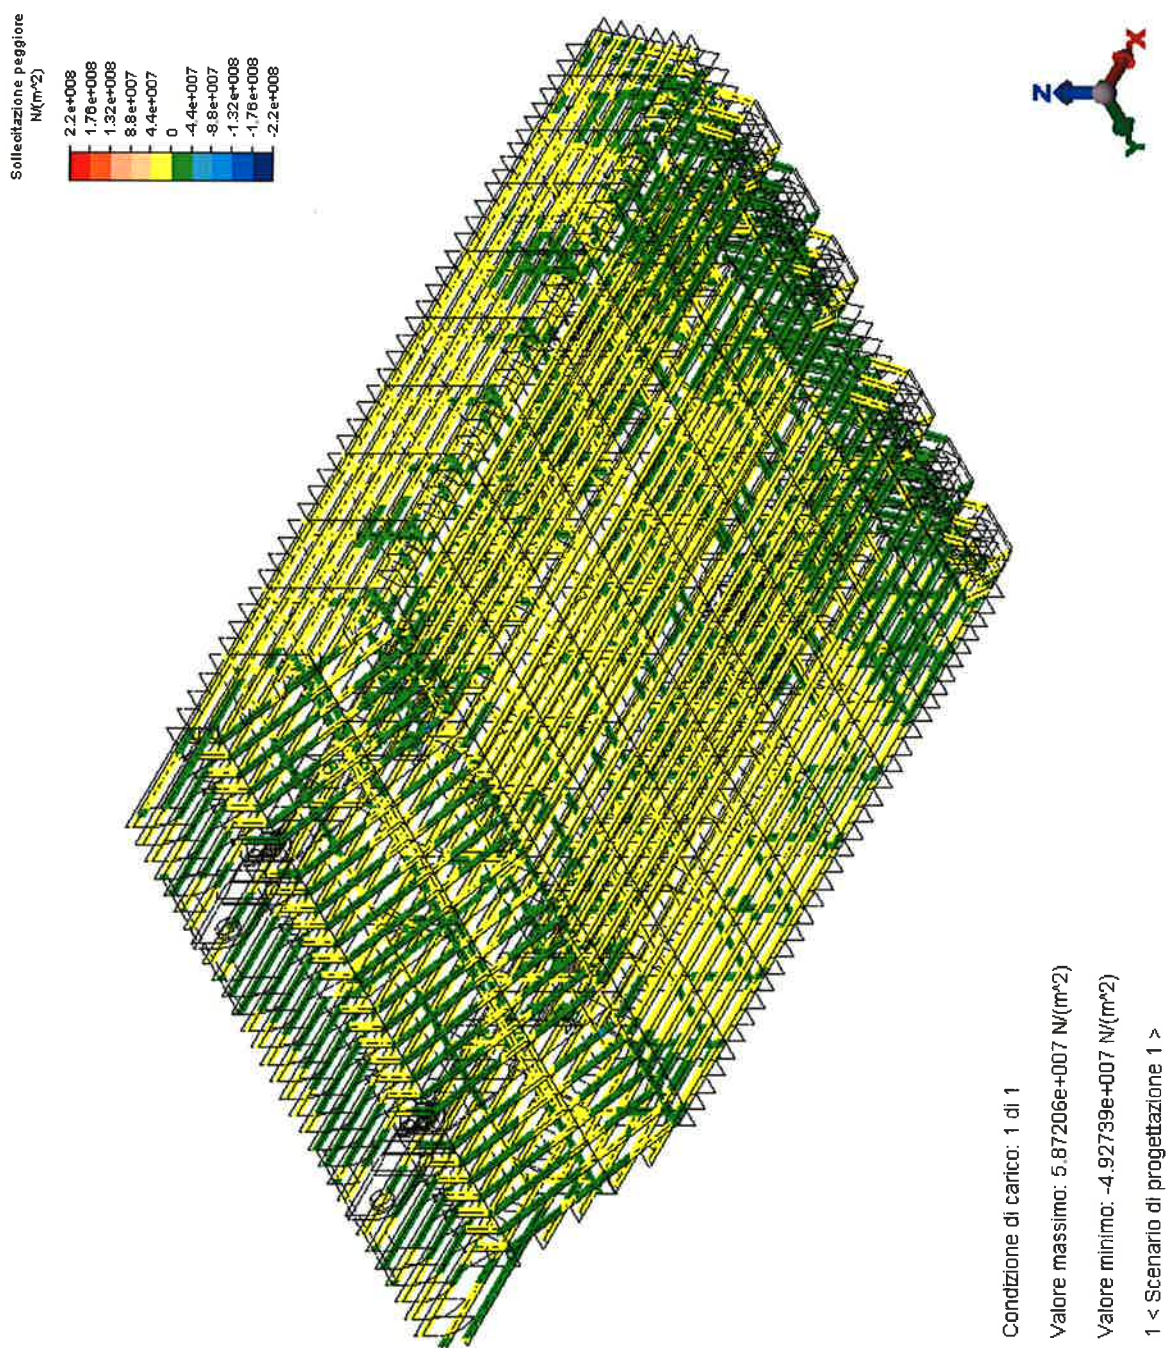 Sollecitazione peggiore
N/(m^2)
2.2e+008
1.76e+008
1.32e+008
8.8e+007
4.4e+007
0
-4.4e+007
-8.8e+007
-1.32e+008
-1.76e+008
-2.2e+008
Z
X
Y
Condizione di carico: 1 di 1
Valore massimo: 5.87206e+007 N/(m^2)
Valore minimo: -4.92739e+007 N/(m^2)
1 < Scenario di progettazione 1 >